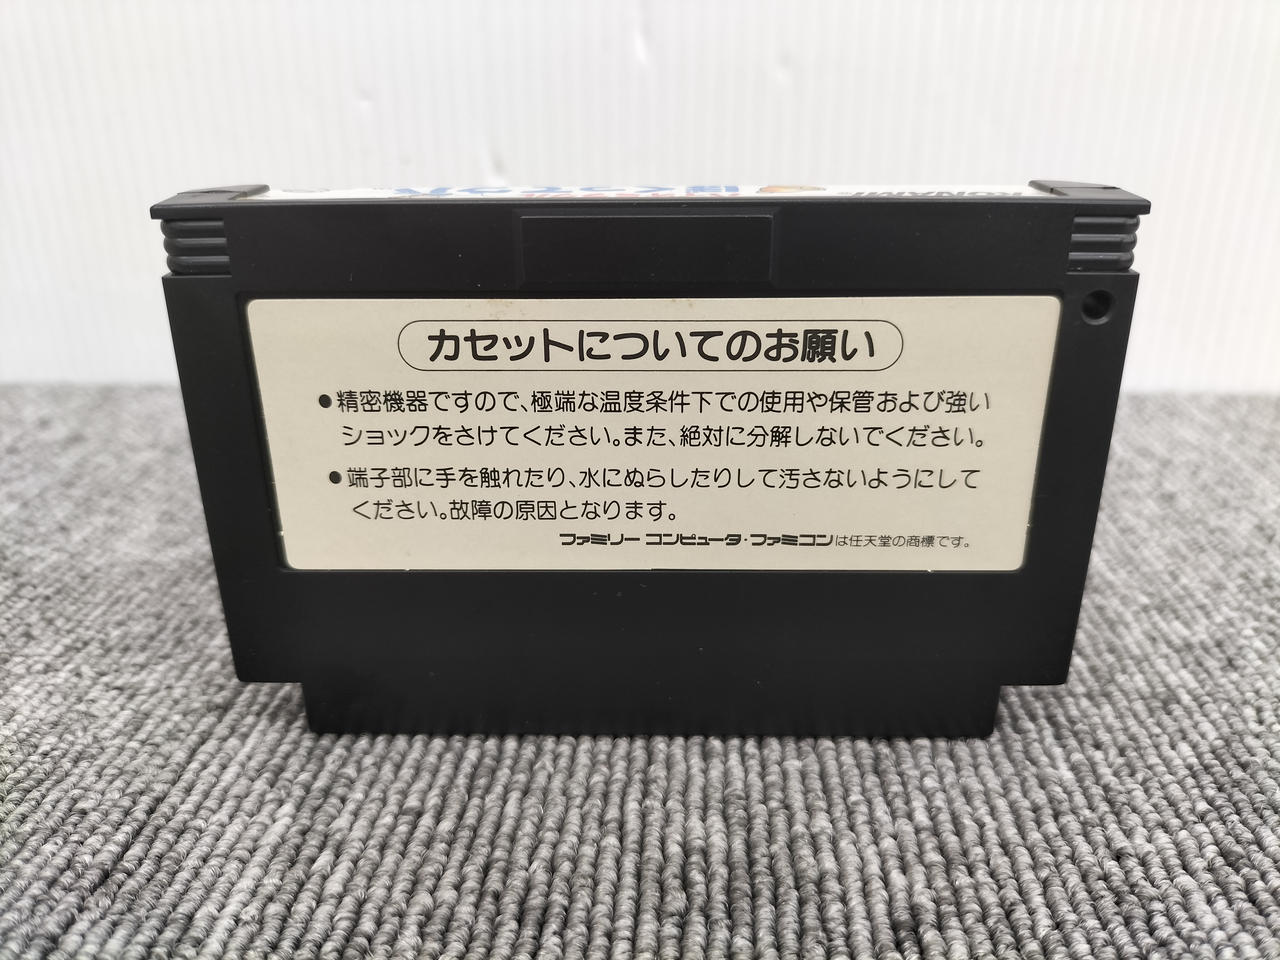 KONAMI
カセットについてのお願い
●精密機器ですので、極端な温度条件下での使用や保管および強い
ショックをさけてください。また、絶対に分解しないでください。
●端子部に手を触れたり、水にぬらしたりして汚さないようにして
ください。故障の原因となります。
ファミリー コンピュータ・ファミコンは任天堂の商標です。